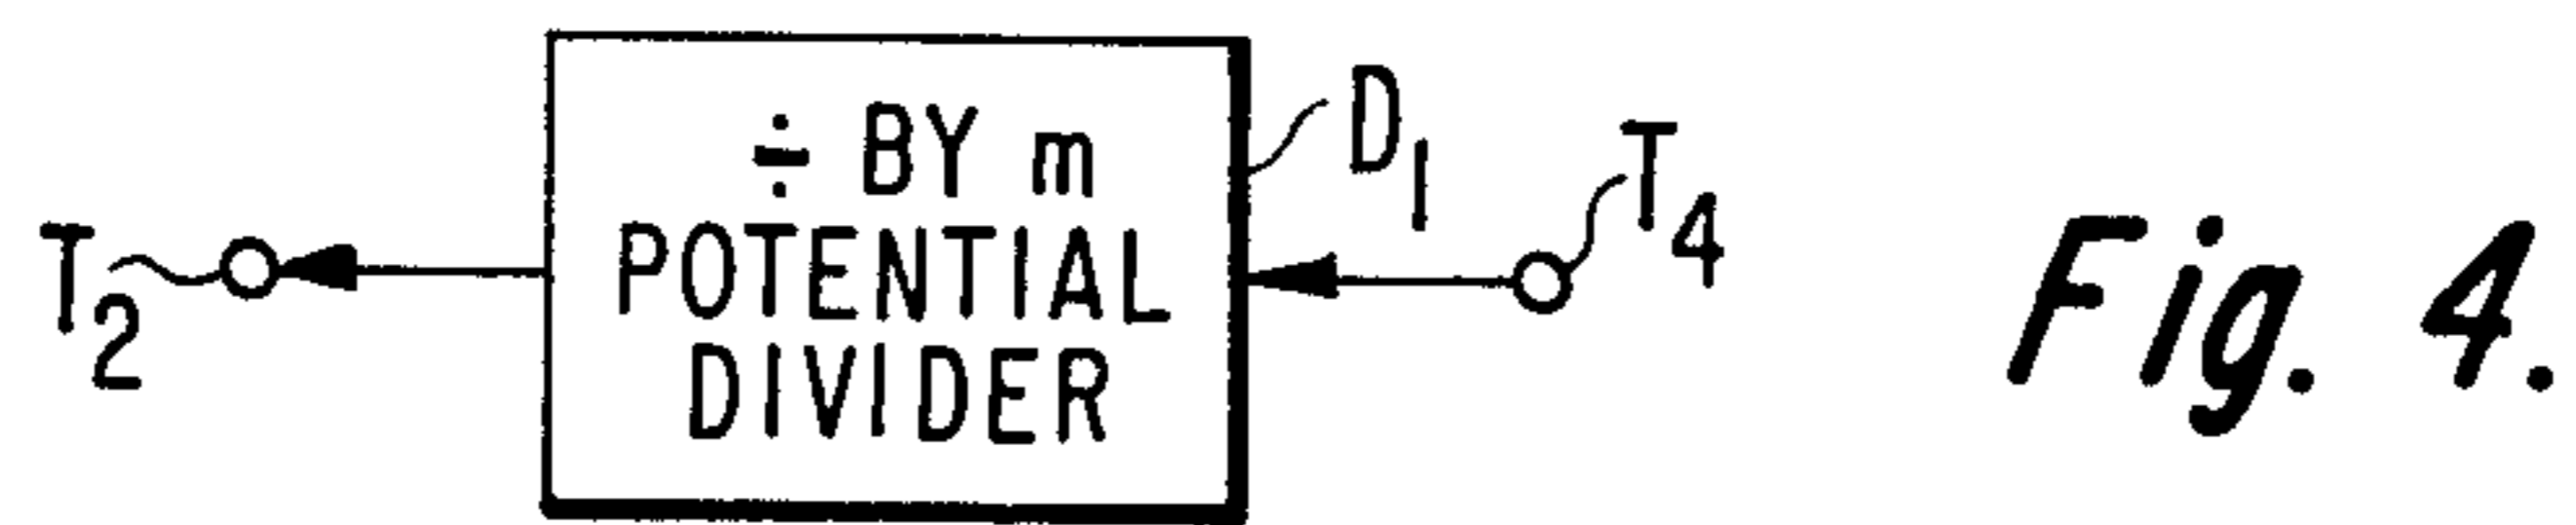 ÷ BY m
POTENTIAL
DIVIDER
D1
T4
T2
Fig. 4.